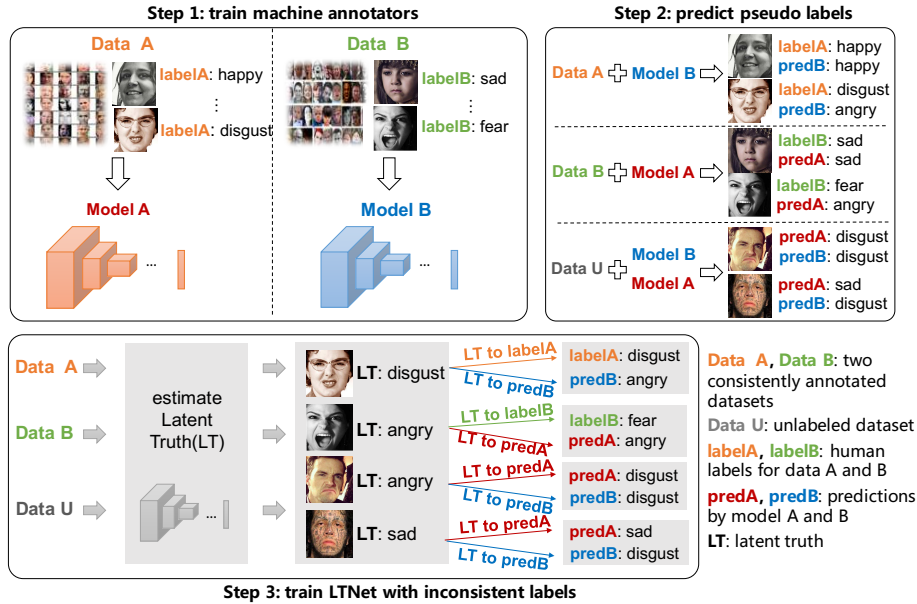 Step 1: train machine annotators
Data A
labelA: happy
⋮
labelA: disgust
Model A
...
Data B
labelB: sad
⋮
labelB: fear
Model B
...
Step 2: predict pseudo labels
Data A + Model B
labelA: happy
predB: happy
labelA: disgust
predB: angry
Data B + Model A
labelB: sad
predA: sad
labelB: fear
predA: angry
Data U + Model B
Model A
predA: disgust
predB: disgust
predA: sad
predB: disgust
Data A
Data B
Data U
estimate
Latent
Truth(LT)
...
LT: disgust
LT to labelA
LT to predB
labelA: disgust
predB: angry
LT: angry
LT to labelB
LT to predA
labelB: fear
predA: angry
LT: angry
LT to predA
LT to predB
predA: disgust
predB: disgust
LT: sad
LT to predA
LT to predB
predA: sad
predB: disgust
Step 3: train LTNet with inconsistent labels
Data A, Data B: two
consistently annotated
datasets
Data U: unlabeled dataset
labelA, labelB: human
labels for data A and B
predA, predB: predictions
by model A and B
LT: latent truth